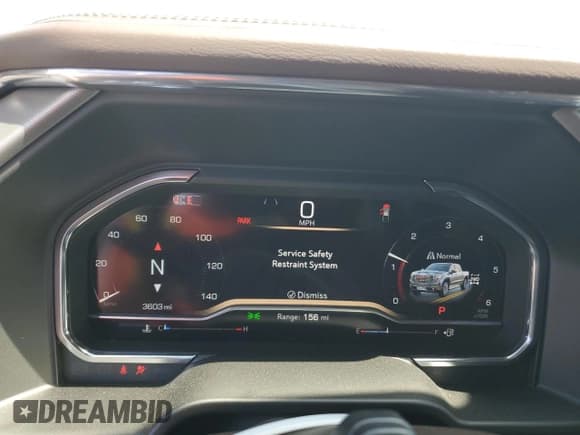 0
MPH
PARK
60 80
40 100
20 120
0 140
N
3603 mi
Service Safety
Restraint System
Dismiss
Normal
2 3 4
1 5
0 6
P
C H
Range: 156 mi
E F
DREAMBID